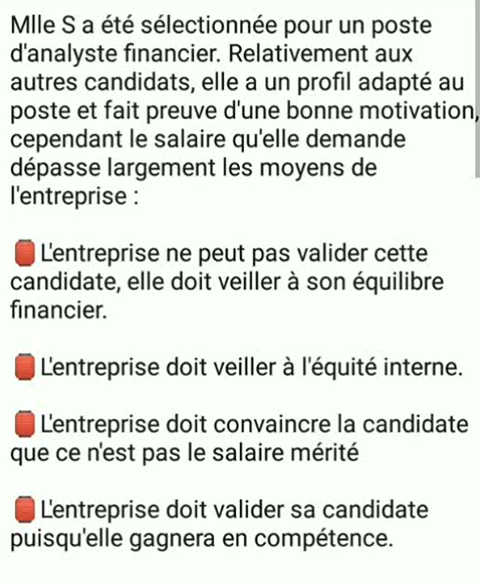 Mlle S a été sélectionnée pour un poste
d'analyste financier. Relativement aux
autres candidats, elle a un profil adapté au
poste et fait preuve d'une bonne motivation,
cependant le salaire qu'elle demande
dépasse largement les moyens de
l'entreprise :
L'entreprise ne peut pas valider cette
candidate, elle doit veiller à son équilibre
financier.
L'entreprise doit veiller à l'équité interne.
L'entreprise doit convaincre la candidate
que ce n'est pas le salaire mérité
L'entreprise doit valider sa candidate
puisqu'elle gagnera en compétence.